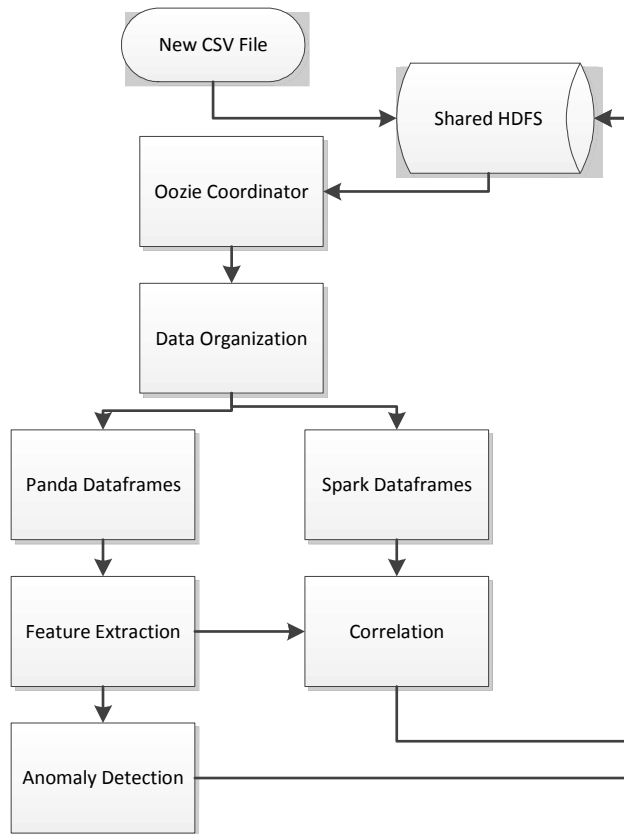 New CSV File
Shared HDFS
Oozie Coordinator
Data Organization
Panda Dataframes
Spark Dataframes
Feature Extraction
Correlation
Anomaly Detection